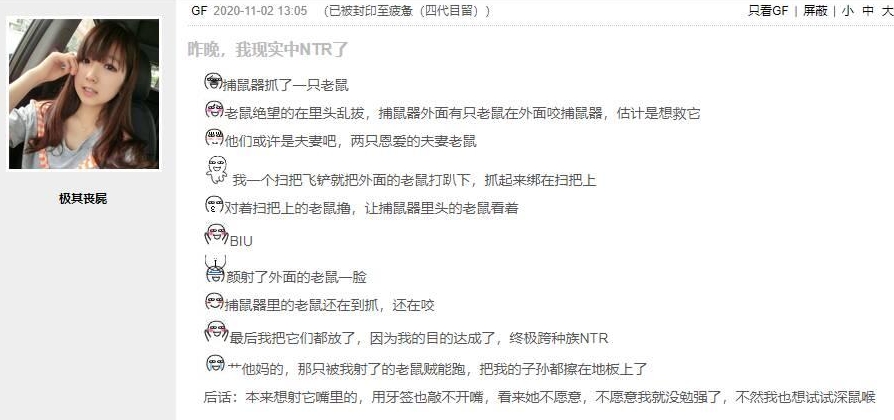 GF 2020-11-02 13:05 （已被封印至疲惫（四代目留））
只看GF | 屏蔽 | 小 中 大
昨晚，我现实中NTR了
捕鼠器抓了一只老鼠
老鼠绝望的在里头乱拔，捕鼠器外面有只老鼠在外面咬捕鼠器，估计是想救它
他们或许是夫妻吧，两只恩爱的夫妻老鼠
极其丧屍
我一个扫把飞铲就把外面的老鼠打趴下，抓起来绑在扫把上
对着扫把上的老鼠撸，让捕鼠器里头的老鼠看着
BIU
颜射了外面的老鼠一脸
捕鼠器里的老鼠还在到抓，还在咬
最后我把它们都放了，因为我的目的达成了，终极跨种族NTR
艹他妈的，那只被我射了的老鼠贼能跑，把我的子孙都擦在地板上了
后话：本来想射它嘴里的，用牙签也敲不开嘴，看来她不愿意，不愿意我就没勉强了，不然我也想试试深鼠喉